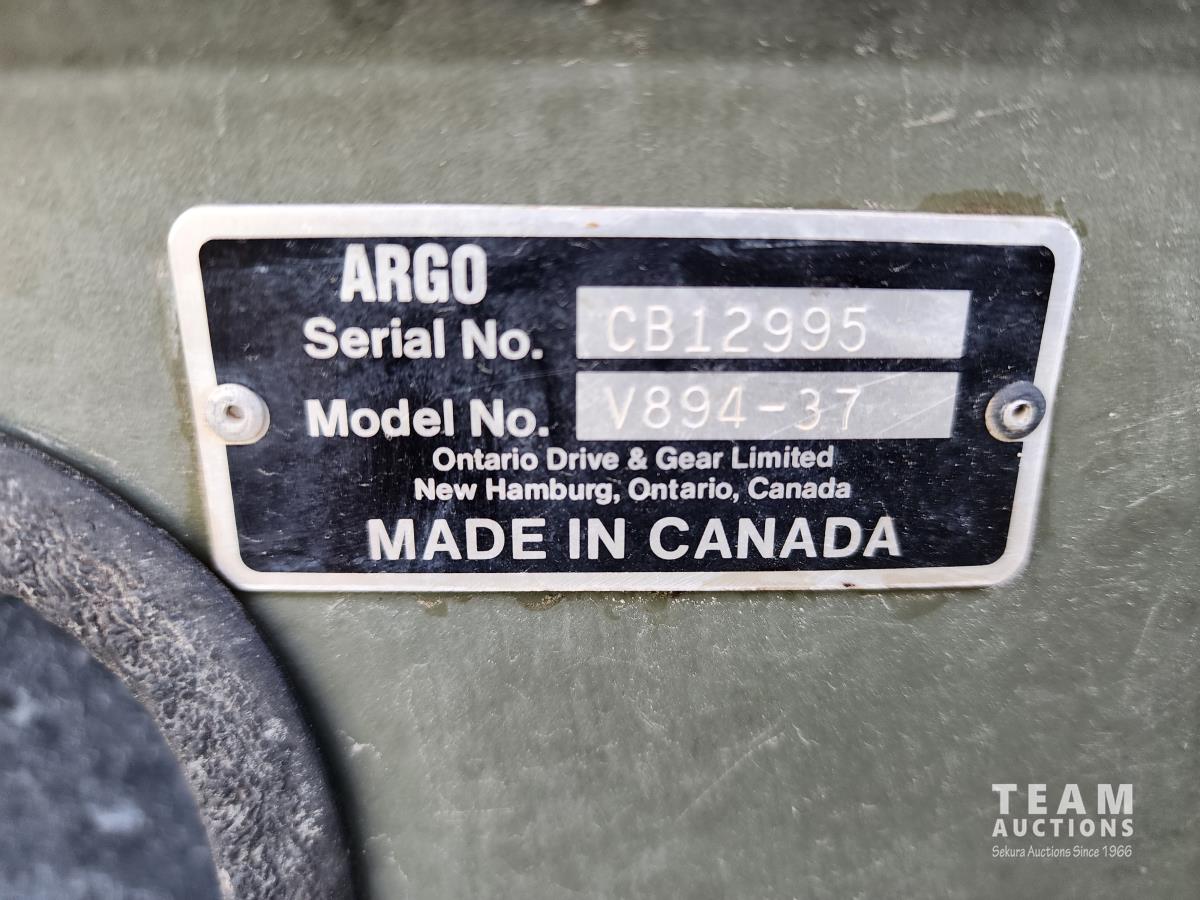 ARGO
Serial No. CB12995
Model No. V894-37
Ontario Drive & Gear Limited
New Hamburg, Ontario, Canada
MADE IN CANADA
TEAM
AUCTIONS
Sekura Auctions Since 1966